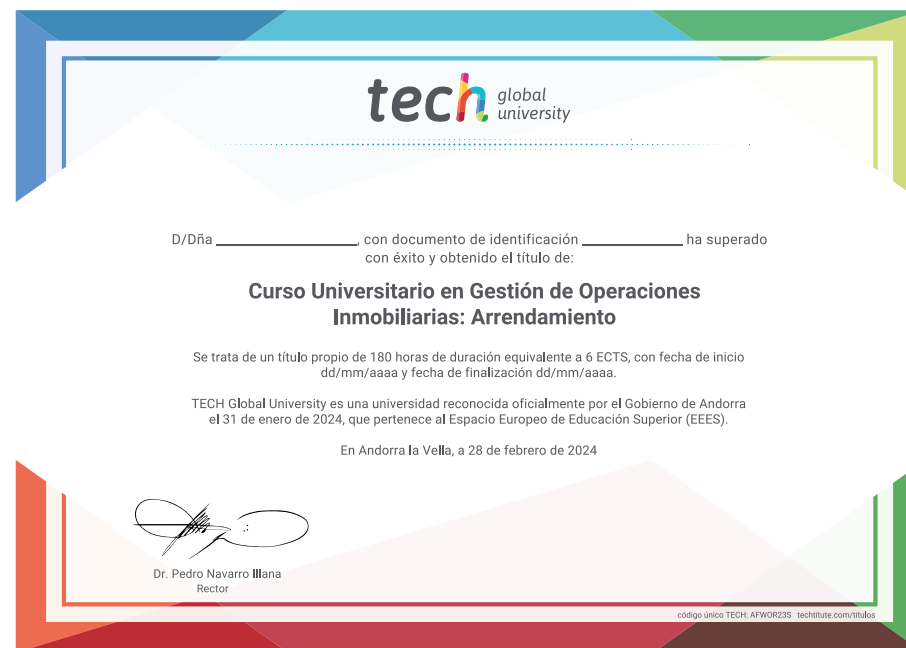 tech global
university
D/Dña ___________________, con documento de identificación ______________ ha superado
con éxito y obtenido el título de:
Curso Universitario en Gestión de Operaciones
Inmobiliarias: Arrendamiento
Se trata de un título propio de 180 horas de duración equivalente a 6 ECTS, con fecha de inicio
dd/mm/aaaa y fecha de finalización dd/mm/aaaa.
TECH Global University es una universidad reconocida oficialmente por el Gobierno de Andorra
el 31 de enero de 2024, que pertenece al Espacio Europeo de Educación Superior (EEES).
En Andorra la Vella, a 28 de febrero de 2024
Dr. Pedro Navarro Illana
Rector
código único TECH: AFWOR23S techtitute.com/titulos